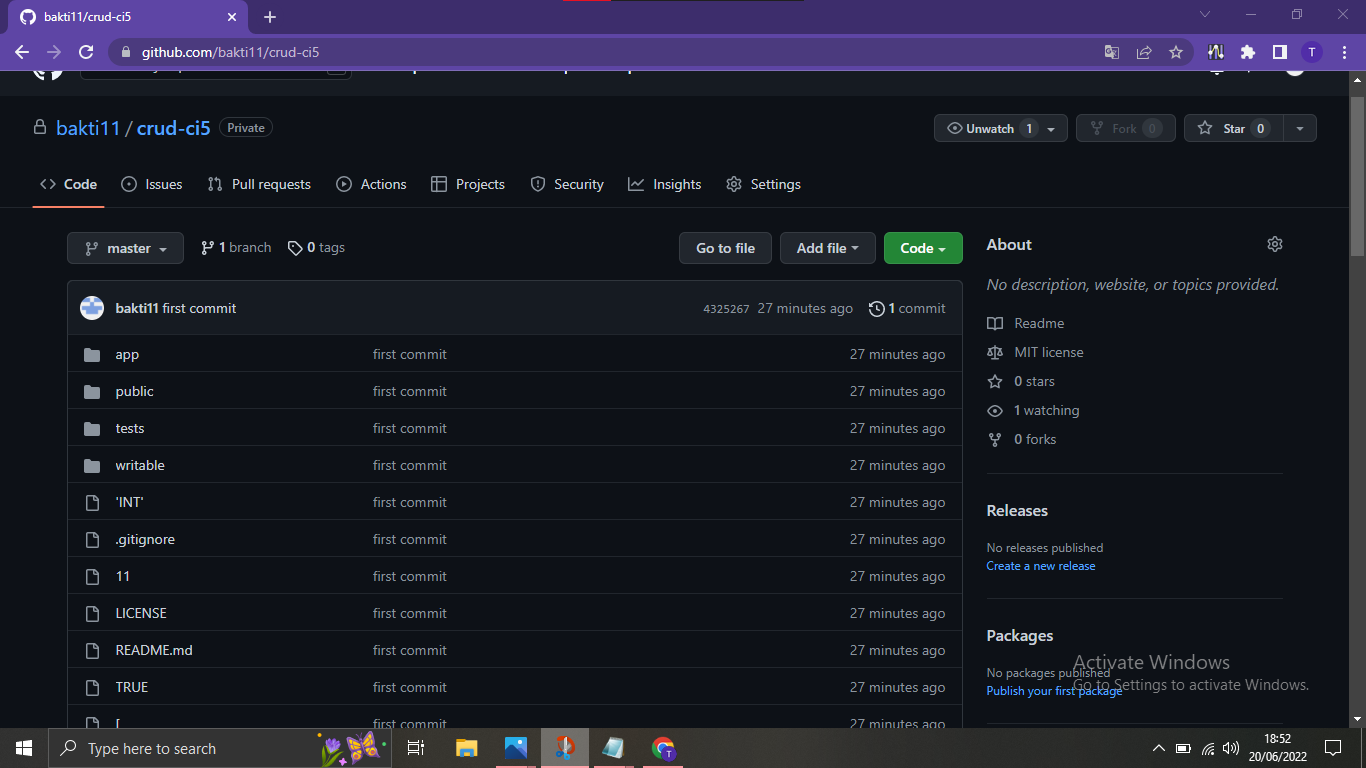 bakti11/crud-ci5
github.com/bakti11/crud-ci5
T
bakti11 / crud-ci5 Private
Unwatch 1
Fork 0
Star 0
Code
Issues
Pull requests
Actions
Projects
Security
Insights
Settings
master
1 branch
0 tags
Go to file
Add file
Code
bakti11 first commit 4325267 27 minutes ago 1 commit
app first commit 27 minutes ago
public first commit 27 minutes ago
tests first commit 27 minutes ago
writable first commit 27 minutes ago
'INT' first commit 27 minutes ago
.gitignore first commit 27 minutes ago
11 first commit 27 minutes ago
LICENSE first commit 27 minutes ago
README.md first commit 27 minutes ago
TRUE first commit 27 minutes ago
[ first commit 27 minutes ago
About
No description, website, or topics provided.
Readme
MIT license
0 stars
1 watching
0 forks
Releases
No releases published
Create a new release
Packages
No packages published
Publish your first package
Activate Windows
Go to Settings to activate Windows.
Type here to search
T
18:52
20/06/2022